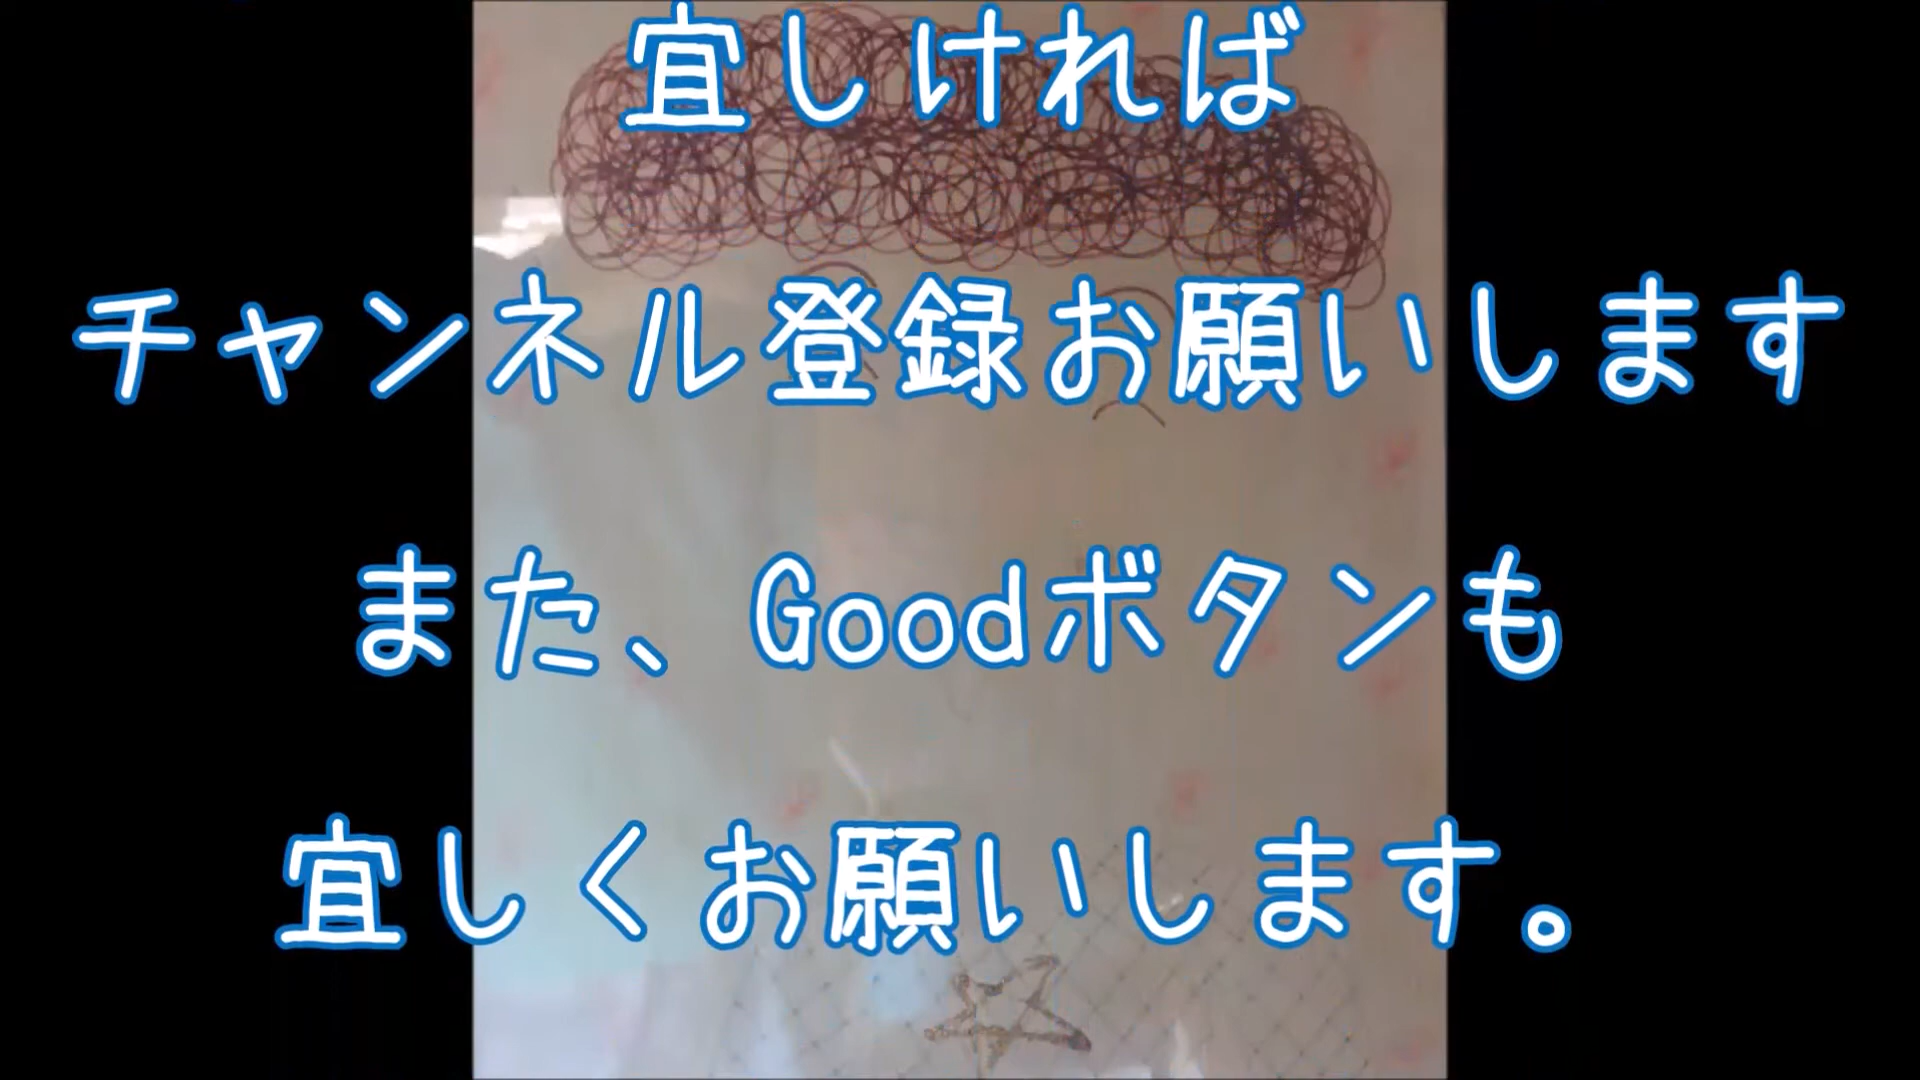 宜しければ
チャンネル登録お願いします
また、Goodボタンも
宜しくお願いします。